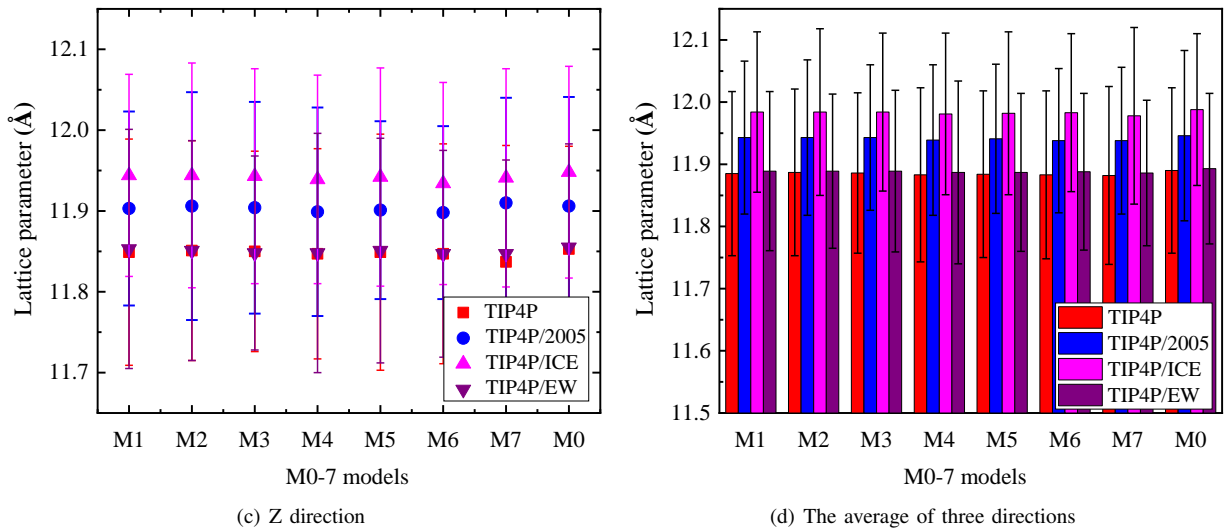 12.1
12.0
11.9
11.8
11.7
Lattice parameter (Å)
TIP4P
TIP4P/2005
TIP4P/ICE
TIP4P/EW
M1 M2 M3 M4 M5 M6 M7 M0
M0-7 models
(c) Z direction
12.1
12.0
11.9
11.8
11.7
11.6
11.5
Lattice parameter (Å)
TIP4P
TIP4P/2005
TIP4P/ICE
TIP4P/EW
M1 M2 M3 M4 M5 M6 M7 M0
M0-7 models
(d) The average of three directions